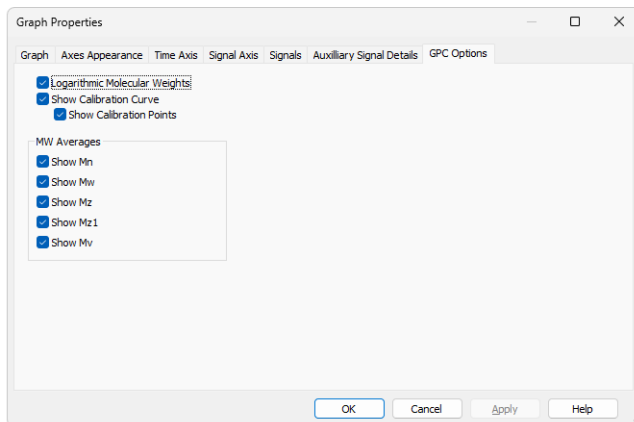 Graph Properties
Graph Axes Appearance Time Axis Signal Axis Signals Auxilliary Signal Details GPC Options
Logarithmic Molecular Weights
Show Calibration Curve
Show Calibration Points
MW Averages
Show Mn
Show Mw
Show Mz
Show Mz1
Show Mv
OK Cancel Apply Help